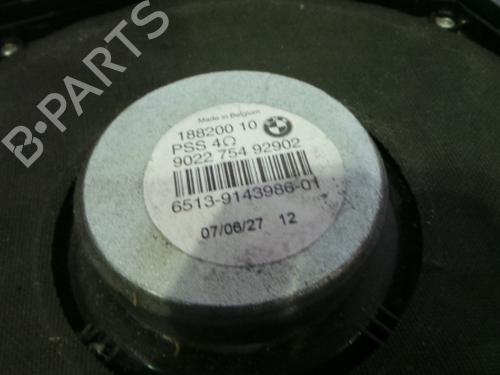 Made in Belgium
188200 10
PSS 4Ω
9022 754 92902
6513-9143986-01
07/06/27 12
B-PARTS